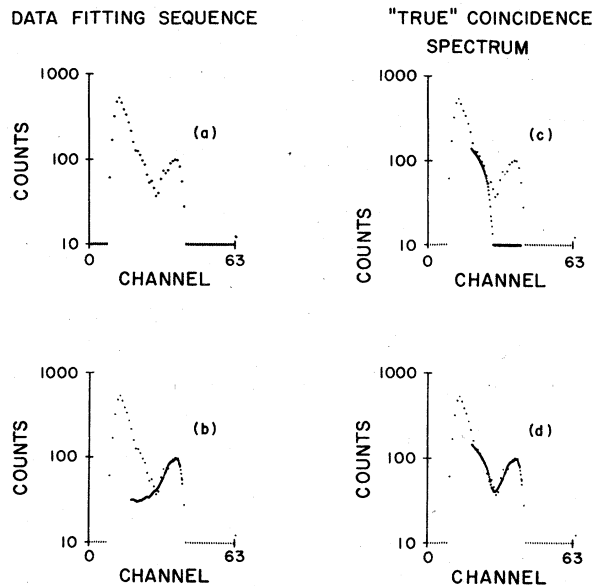 DATA FITTING SEQUENCE
"TRUE" COINCIDENCE
SPECTRUM
1000
100
10
0
63
COUNTS
CHANNEL
(a)
1000
100
10
0
63
COUNTS
CHANNEL
(c)
1000
100
10
0
63
COUNTS
CHANNEL
(b)
1000
100
10
0
63
COUNTS
CHANNEL
(d)